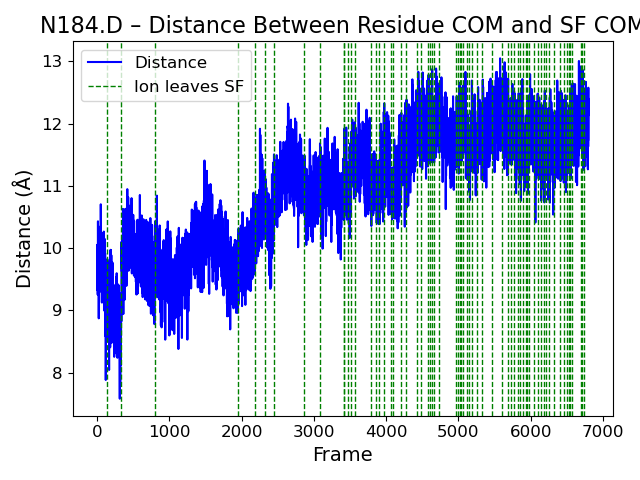 N184.D – Distance Between Residue COM and SF COM
Distance
Ion leaves SF
Distance (Å)
13
12
11
10
9
8
0 1000 2000 3000 4000 5000 6000 7000
Frame